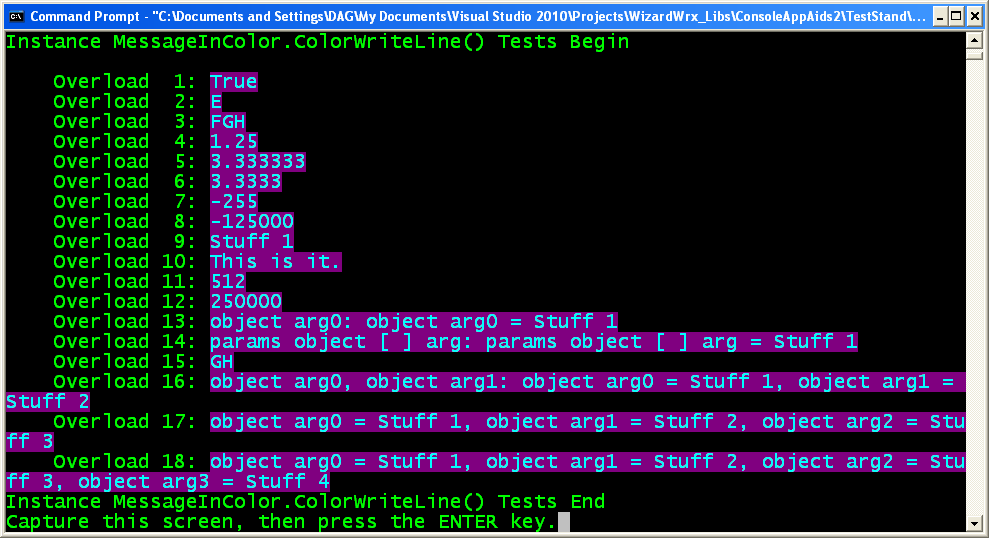 Command Prompt - "C:\Documents and Settings\DAG\My Documents\Visual Studio 2010\Projects\WizardWrx_Libs\ConsoleAppAids2\TestStand\...
Instance MessageInColor.ColorWriteLine() Tests Begin
Overload 1: True
Overload 2: E
Overload 3: FGH
Overload 4: 1.25
Overload 5: 3.333333
Overload 6: 3.3333
Overload 7: -255
Overload 8: -125000
Overload 9: Stuff 1
Overload 10: This is it.
Overload 11: 512
Overload 12: 250000
Overload 13: object arg0: object arg0 = Stuff 1
Overload 14: params object [ ] arg: params object [ ] arg = Stuff 1
Overload 15: GH
Overload 16: object arg0, object arg1: object arg0 = Stuff 1, object arg1 =
Stuff 2
Overload 17: object arg0 = Stuff 1, object arg1 = Stuff 2, object arg2 = Stu
ff 3
Overload 18: object arg0 = Stuff 1, object arg1 = Stuff 2, object arg2 = Stu
ff 3, object arg3 = Stuff 4
Instance MessageInColor.ColorWriteLine() Tests End
Capture this screen, then press the ENTER key.